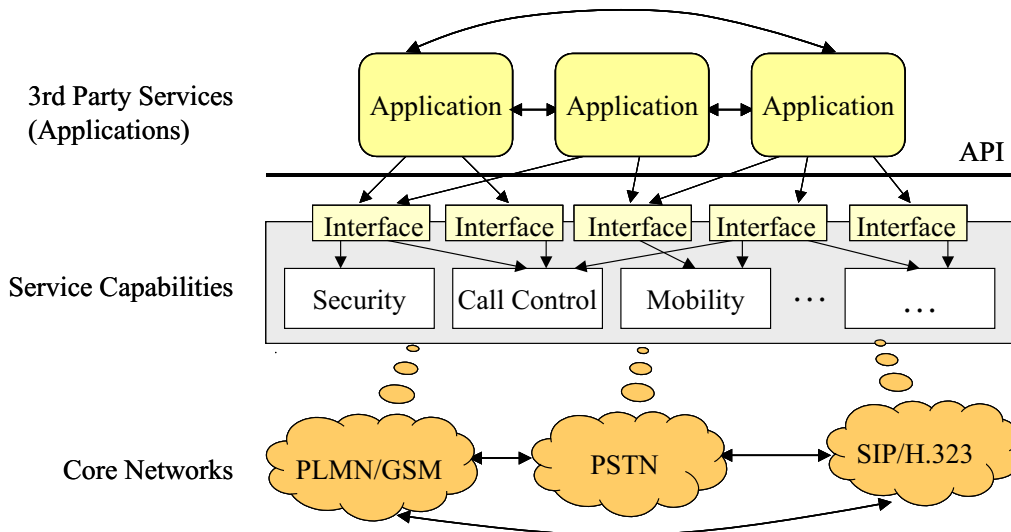 3rd Party Services
(Applications)
Application
Application
Application
API
Interface
Interface
Interface
Interface
Interface
Service Capabilities
Security
Call Control
Mobility
...
...
Core Networks
PLMN/GSM
PSTN
SIP/H.323